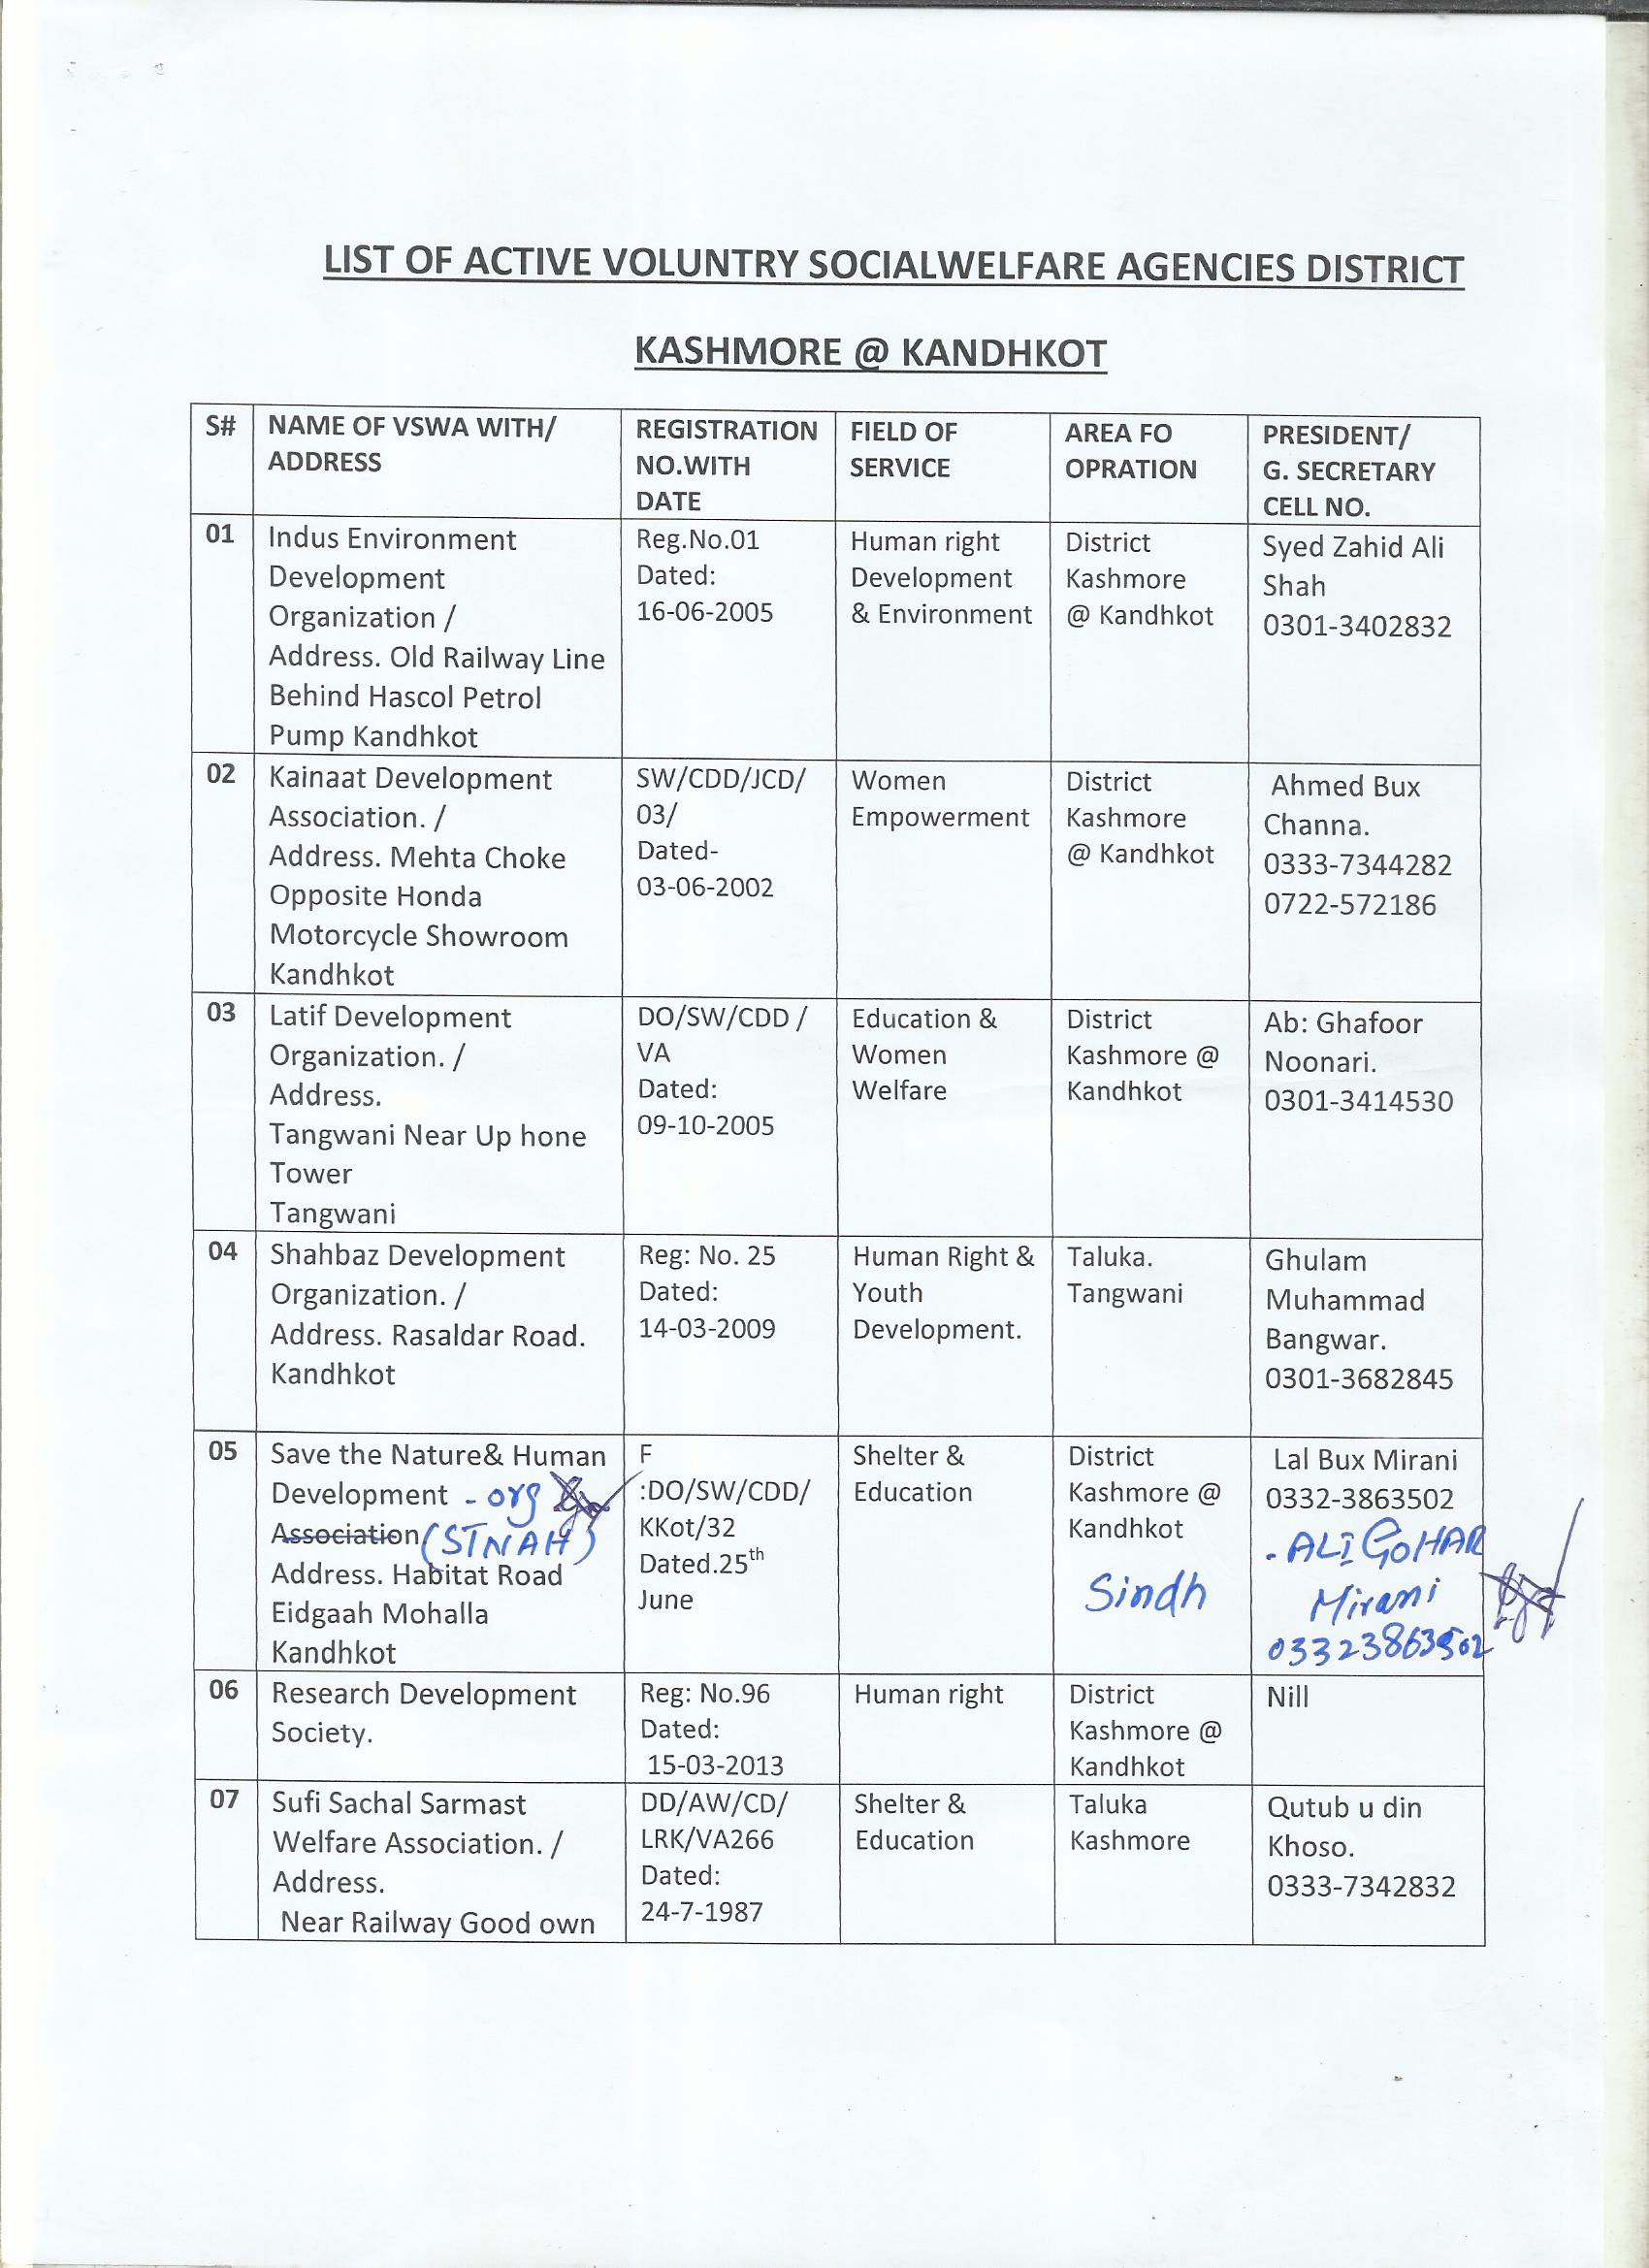 LIST OF ACTIVE VOLUNTRY SOCIALWELFARE AGENCIES DISTRICT
KASHMORE @ KANDHKOT
S#
NAME OF VSWA WITH/
ADDRESS
REGISTRATION
NO.WITH
DATE
FIELD OF
SERVICE
AREA FO
OPRATION
PRESIDENT/
G. SECRETARY
CELL NO.
01
Indus Environment
Development
Organization /
Address. Old Railway Line
Behind Hascol Petrol
Pump Kandhkot
Reg.No.01
Dated:
16-06-2005
Human right
Development
& Environment
District
Kashmore
@ Kandhkot
Syed Zahid Ali
Shah
0301-3402832
02
Kainaat Development
Association. /
Address. Mehta Choke
Opposite Honda
Motorcycle Showroom
Kandhkot
SW/CDD/JCD/
03/
Dated-
03-06-2002
Women
Empowerment
District
Kashmore
@ Kandhkot
Ahmed Bux
Channa.
0333-7344282
0722-572186
03
Latif Development
Organization. /
Address.
Tangwani Near Up hone
Tower
Tangwani
DO/SW/CDD /
VA
Dated:
09-10-2005
Education &
Women
Welfare
District
Kashmore @
Kandhkot
Ab: Ghafoor
Noonari.
0301-3414530
04
Shahbaz Development
Organization. /
Address. Rasaldar Road.
Kandhkot
Reg: No. 25
Dated:
14-03-2009
Human Right &
Youth
Development.
Taluka.
Tangwani
Ghulam
Muhammad
Bangwar.
0301-3682845
05
Save the Nature& Human
Development - org
Association (STNAH)
Address. Habitat Road
Eidgaah Mohalla
Kandhkot
F
:DO/SW/CDD/
KKot/32
Dated.25th
June
Shelter &
Education
District
Kashmore @
Kandhkot
Sindh
Lal Bux Mirani
0332-3863502
- ALI GOHAR
Mirani
03323863502
06
Research Development
Society.
Reg: No.96
Dated:
15-03-2013
Human right
District
Kashmore @
Kandhkot
Nill
07
Sufi Sachal Sarmast
Welfare Association. /
Address.
Near Railway Good own
DD/AW/CD/
LRK/VA266
Dated:
24-7-1987
Shelter &
Education
Taluka
Kashmore
Qutub u din
Khoso.
0333-7342832